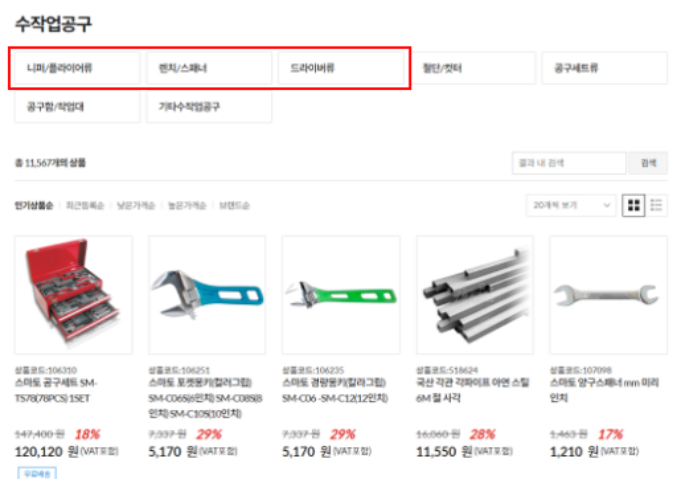 수작업공구
니퍼/플라이어류 렌치/스패너 드라이버류 절단/컷터 공구세트류
공구함/작업대 기타수작업공구
총 11,567개의 상품 결과 내 검색 검색
인기상품순 최근등록순 낮은가격순 높은가격순 브랜드순 20개씩 보기
상품코드:106310 상품코드:106251 상품코드:106235 상품코드:518624 상품코드:107098
스마토 공구세트 SM- 스마토 포켓몽키(컬러그립) 스마토 경량몽키(칼라그립) 국산 각관 각파이프 아연 스틸 스마토 양구스패너 mm 미리
TS78(78PCS) 1SET SM-C06S(6인치) SM-C08S(8 SM-C06 -SM-C12(12인치) 6M 철 사각 인치
인치) SM-C10S(10인치)
147,400 원 18% 7,337 원 29% 7,337 원 29% 16,060 원 28% 1,463 원 17%
120,120 원(VAT포함) 5,170 원(VAT포함) 5,170 원(VAT포함) 11,550 원(VAT포함) 1,210 원(VAT포함)
무료배송